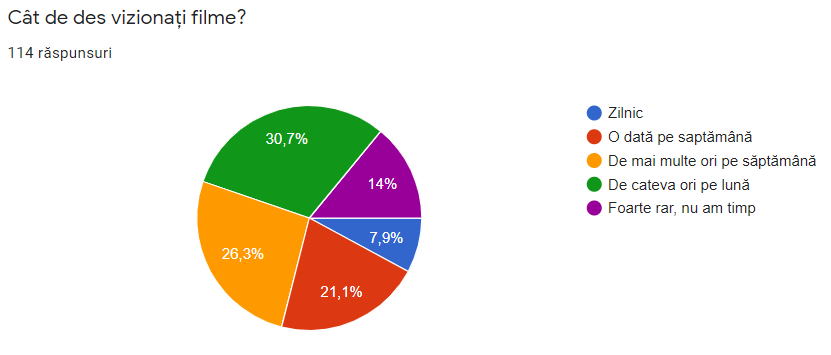 Cât de des vizionați filme?
114 răspunsuri
30,7%
14%
7,9%
26,3%
21,1%
Zilnic
O dată pe saptămână
De mai multe ori pe săptămână
De cateva ori pe lună
Foarte rar, nu am timp